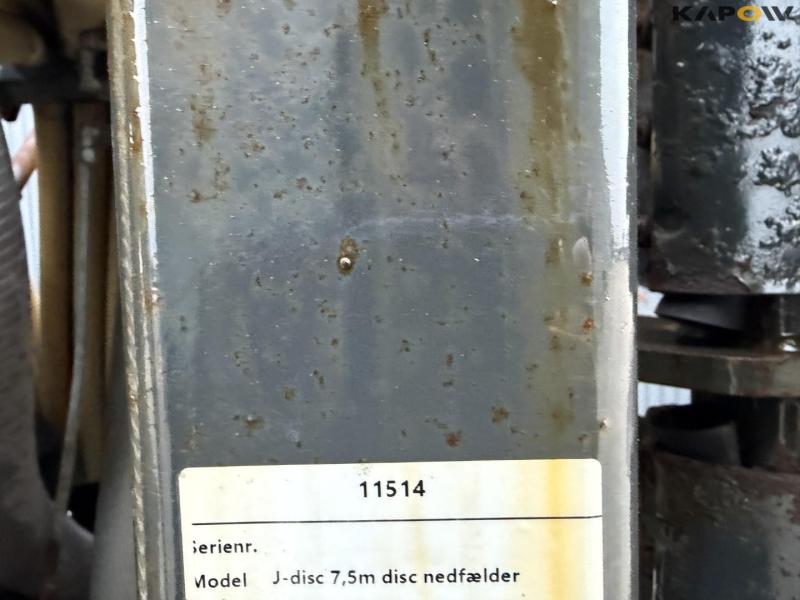 KAPOW
11514
Serienr.
Model J-disc 7,5m disc nedfælder